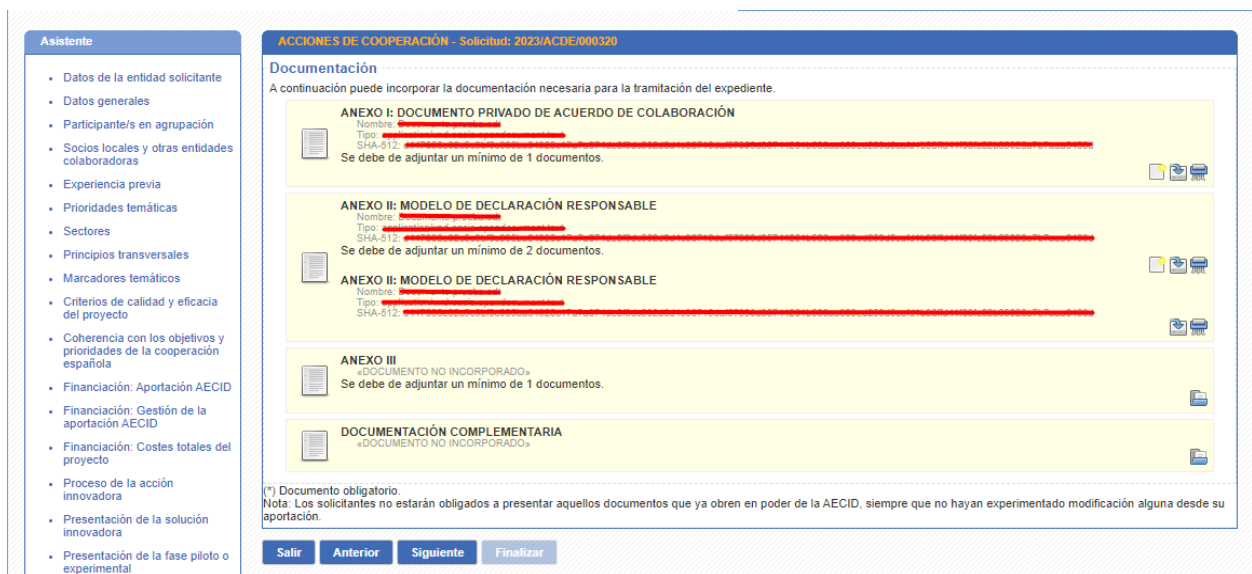 Asistente
Datos de la entidad solicitante
Datos generales
Participante/s en agrupación
Socios locales y otras entidades
colaboradoras
Experiencia previa
Prioridades temáticas
Sectores
Principios transversales
Marcadores temáticos
Criterios de calidad y eficacia
del proyecto
Coherencia con los objetivos y
prioridades de la cooperación
española
Financiación: Aportación AECID
Financiación: Gestión de la
aportación AECID
Financiación: Costes totales del
proyecto
Proceso de la acción
innovadora
Presentación de la solución
innovadora
Presentación de la fase piloto o
experimental
ACCIONES DE COOPERACIÓN - Solicitud: 2023/ACDE/000320
Documentación
A continuación puede incorporar la documentación necesaria para la tramitación del expediente.
ANEXO I: DOCUMENTO PRIVADO DE ACUERDO DE COLABORACIÓN
Nombre:
Tipo:
SHA-512:
Se debe de adjuntar un mínimo de 1 documentos.
ANEXO II: MODELO DE DECLARACIÓN RESPONSABLE
Nombre:
Tipo:
SHA-512:
Se debe de adjuntar un mínimo de 2 documentos.
ANEXO II: MODELO DE DECLARACIÓN RESPONSABLE
Nombre:
Tipo:
SHA-512:
ANEXO III
«DOCUMENTO NO INCORPORADO»
Se debe de adjuntar un mínimo de 1 documentos.
DOCUMENTACIÓN COMPLEMENTARIA
«DOCUMENTO NO INCORPORADO»
(*) Documento obligatorio.
Nota: Los solicitantes no estarán obligados a presentar aquellos documentos que ya obren en poder de la AECID, siempre que no hayan experimentado modificación alguna desde su
aportación.
Salir Anterior Siguiente Finalizar